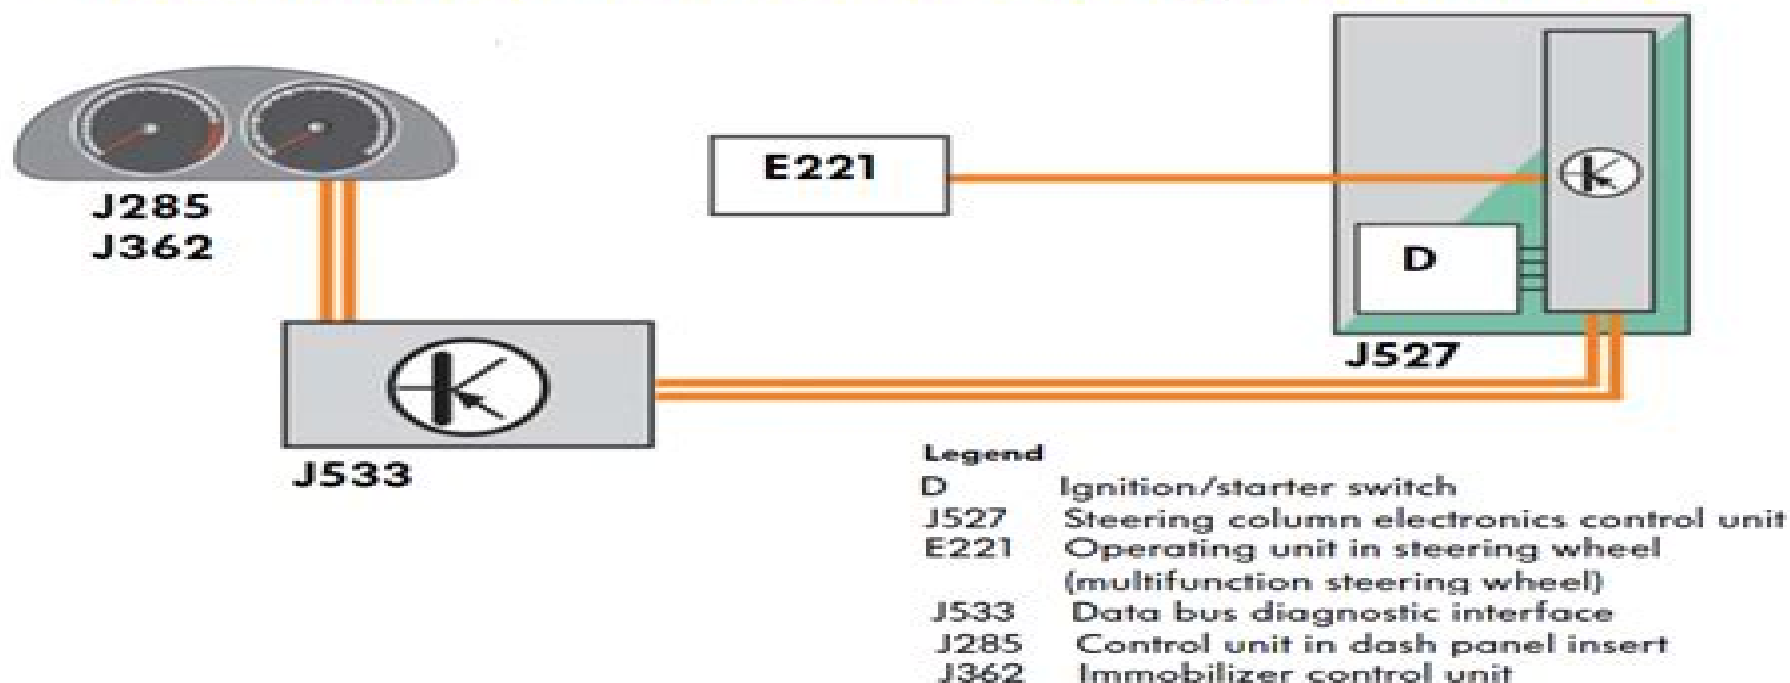 J285
J362
E221
D
J527
J533
Legend
D Ignition/starter switch
J527 Steering column electronics control unit
E221 Operating unit in steering wheel
(multifunction steering wheel)
J533 Data bus diagnostic interface
J285 Control unit in dash panel insert
J362 Immobilizer control unit